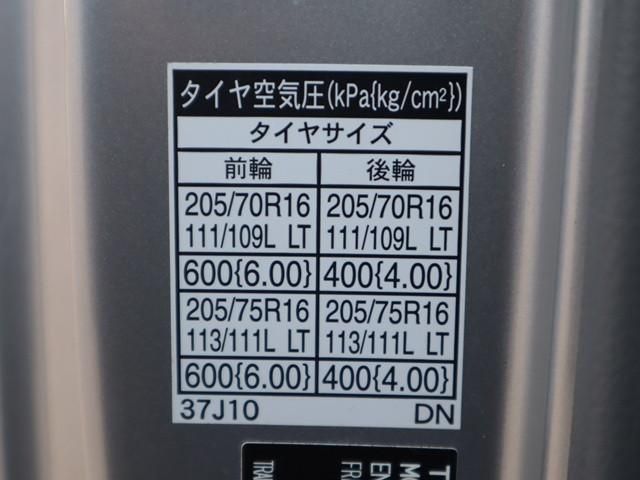 タイヤ空気圧(kPa{kg/cm²})
タイヤサイズ
前輪 後輪
205/70R16 205/70R16
111/109L LT 111/109L LT
600{6.00} 400{4.00}
205/75R16 205/75R16
113/111L LT 113/111L LT
600{6.00} 400{4.00}
37J10 DN